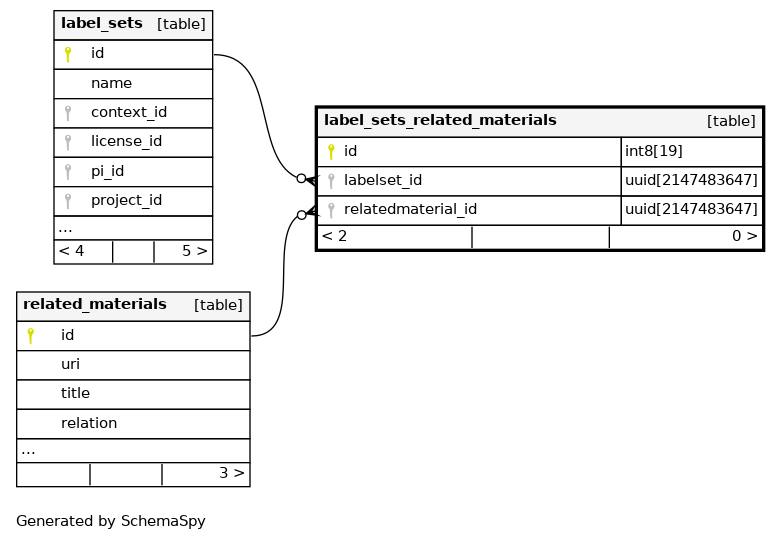 label_sets [table]
id
name
context_id
license_id
pi_id
project_id
...
< 4 5 >
label_sets_related_materials [table]
id int8[19]
labelset_id uuid[2147483647]
relatedmaterial_id uuid[2147483647]
< 2 0 >
related_materials [table]
id
uri
title
relation
...
3 >
Generated by SchemaSpy